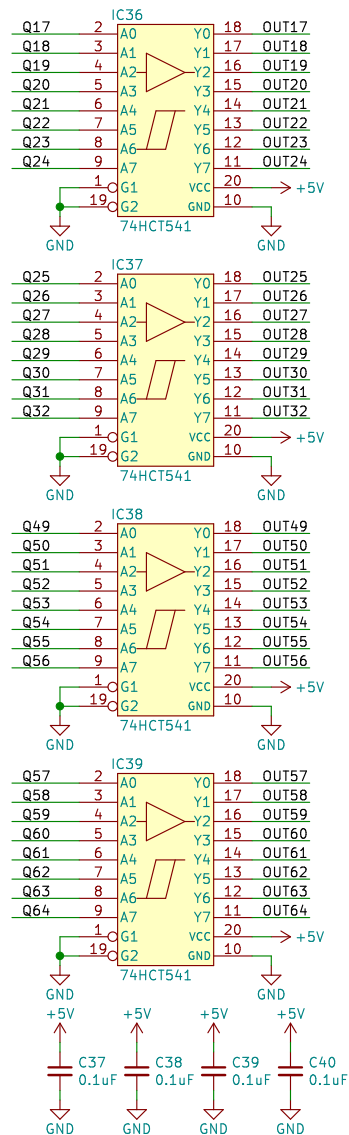 IC36
Q17 2 A0 Y0 18 OUT17
Q18 3 A1 Y1 17 OUT18
Q19 4 A2 Y2 16 OUT19
Q20 5 A3 Y3 15 OUT20
Q21 6 A4 Y4 14 OUT21
Q22 7 A5 Y5 13 OUT22
Q23 8 A6 Y6 12 OUT23
Q24 9 A7 Y7 11 OUT24
1 G1 VCC 20 +5V
19 G2 GND 10
74HCT541
GND GND
IC37
Q25 2 A0 Y0 18 OUT25
Q26 3 A1 Y1 17 OUT26
Q27 4 A2 Y2 16 OUT27
Q28 5 A3 Y3 15 OUT28
Q29 6 A4 Y4 14 OUT29
Q30 7 A5 Y5 13 OUT30
Q31 8 A6 Y6 12 OUT31
Q32 9 A7 Y7 11 OUT32
1 G1 VCC 20 +5V
19 G2 GND 10
74HCT541
GND GND
IC38
Q49 2 A0 Y0 18 OUT49
Q50 3 A1 Y1 17 OUT50
Q51 4 A2 Y2 16 OUT51
Q52 5 A3 Y3 15 OUT52
Q53 6 A4 Y4 14 OUT53
Q54 7 A5 Y5 13 OUT54
Q55 8 A6 Y6 12 OUT55
Q56 9 A7 Y7 11 OUT56
1 G1 VCC 20 +5V
19 G2 GND 10
74HCT541
GND GND
IC39
Q57 2 A0 Y0 18 OUT57
Q58 3 A1 Y1 17 OUT58
Q59 4 A2 Y2 16 OUT59
Q60 5 A3 Y3 15 OUT60
Q61 6 A4 Y4 14 OUT61
Q62 7 A5 Y5 13 OUT62
Q63 8 A6 Y6 12 OUT63
Q64 9 A7 Y7 11 OUT64
1 G1 VCC 20 +5V
19 G2 GND 10
74HCT541
GND GND
+5V +5V +5V +5V
C37 C38 C39 C40
0.1uF 0.1uF 0.1uF 0.1uF
GND GND GND GND